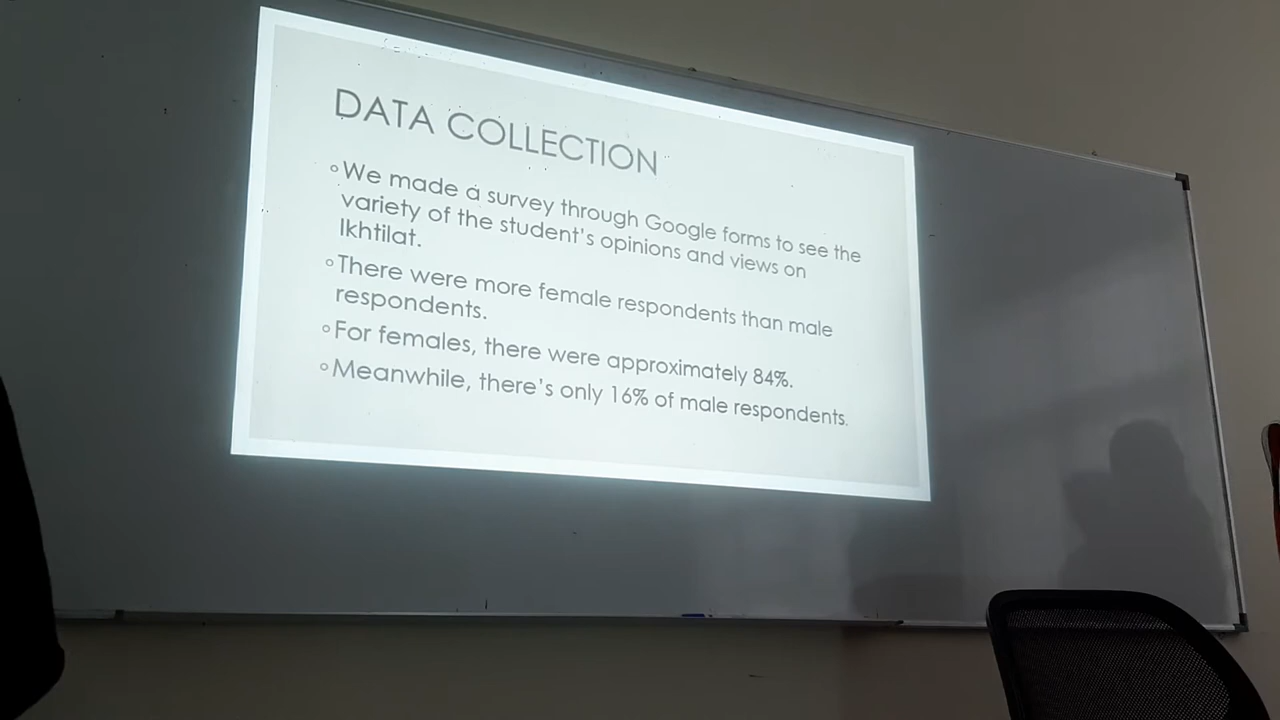 DATA COLLECTION
◦We made a survey through Google forms to see the
variety of the student's opinions and views on
Ikhtilat.
◦There were more female respondents than male
respondents.
◦For females, there were approximately 84%.
◦Meanwhile, there's only 16% of male respondents.